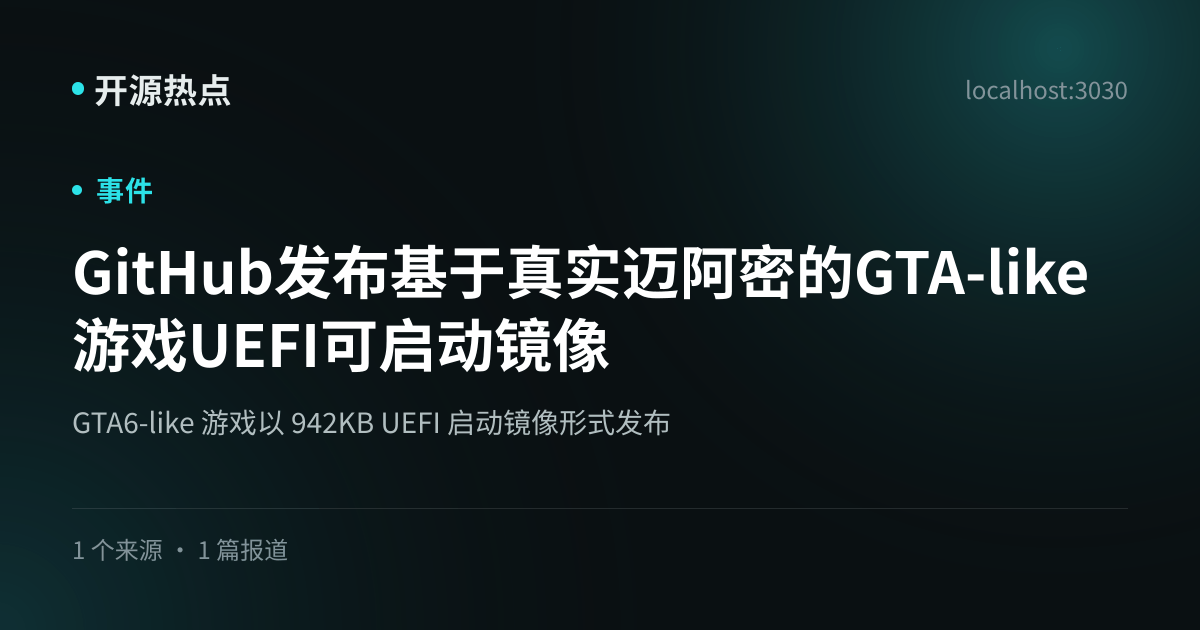 开源热点
localhost:3030
事件
GitHub发布基于真实迈阿密的GTA-like
游戏UEFI可启动镜像
GTA6-like 游戏以 942KB UEFI 启动镜像形式发布
1 个来源 · 1 篇报道